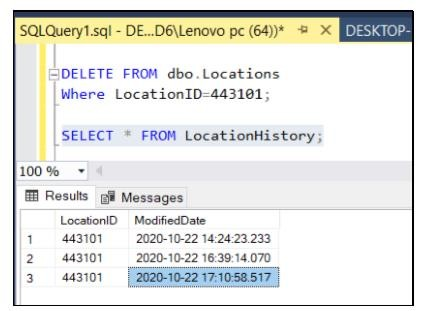 SQLQuery1.sql - DE...D6\Lenovo pc (64))* DESKTOP-
DELETE FROM dbo.Locations
Where LocationID=443101;
SELECT * FROM LocationHistory;
100 %
Results Messages
LocationID ModifiedDate
1 443101 2020-10-22 14:24:23.233
2 443101 2020-10-22 16:39:14.070
3 443101 2020-10-22 17:10:58.517